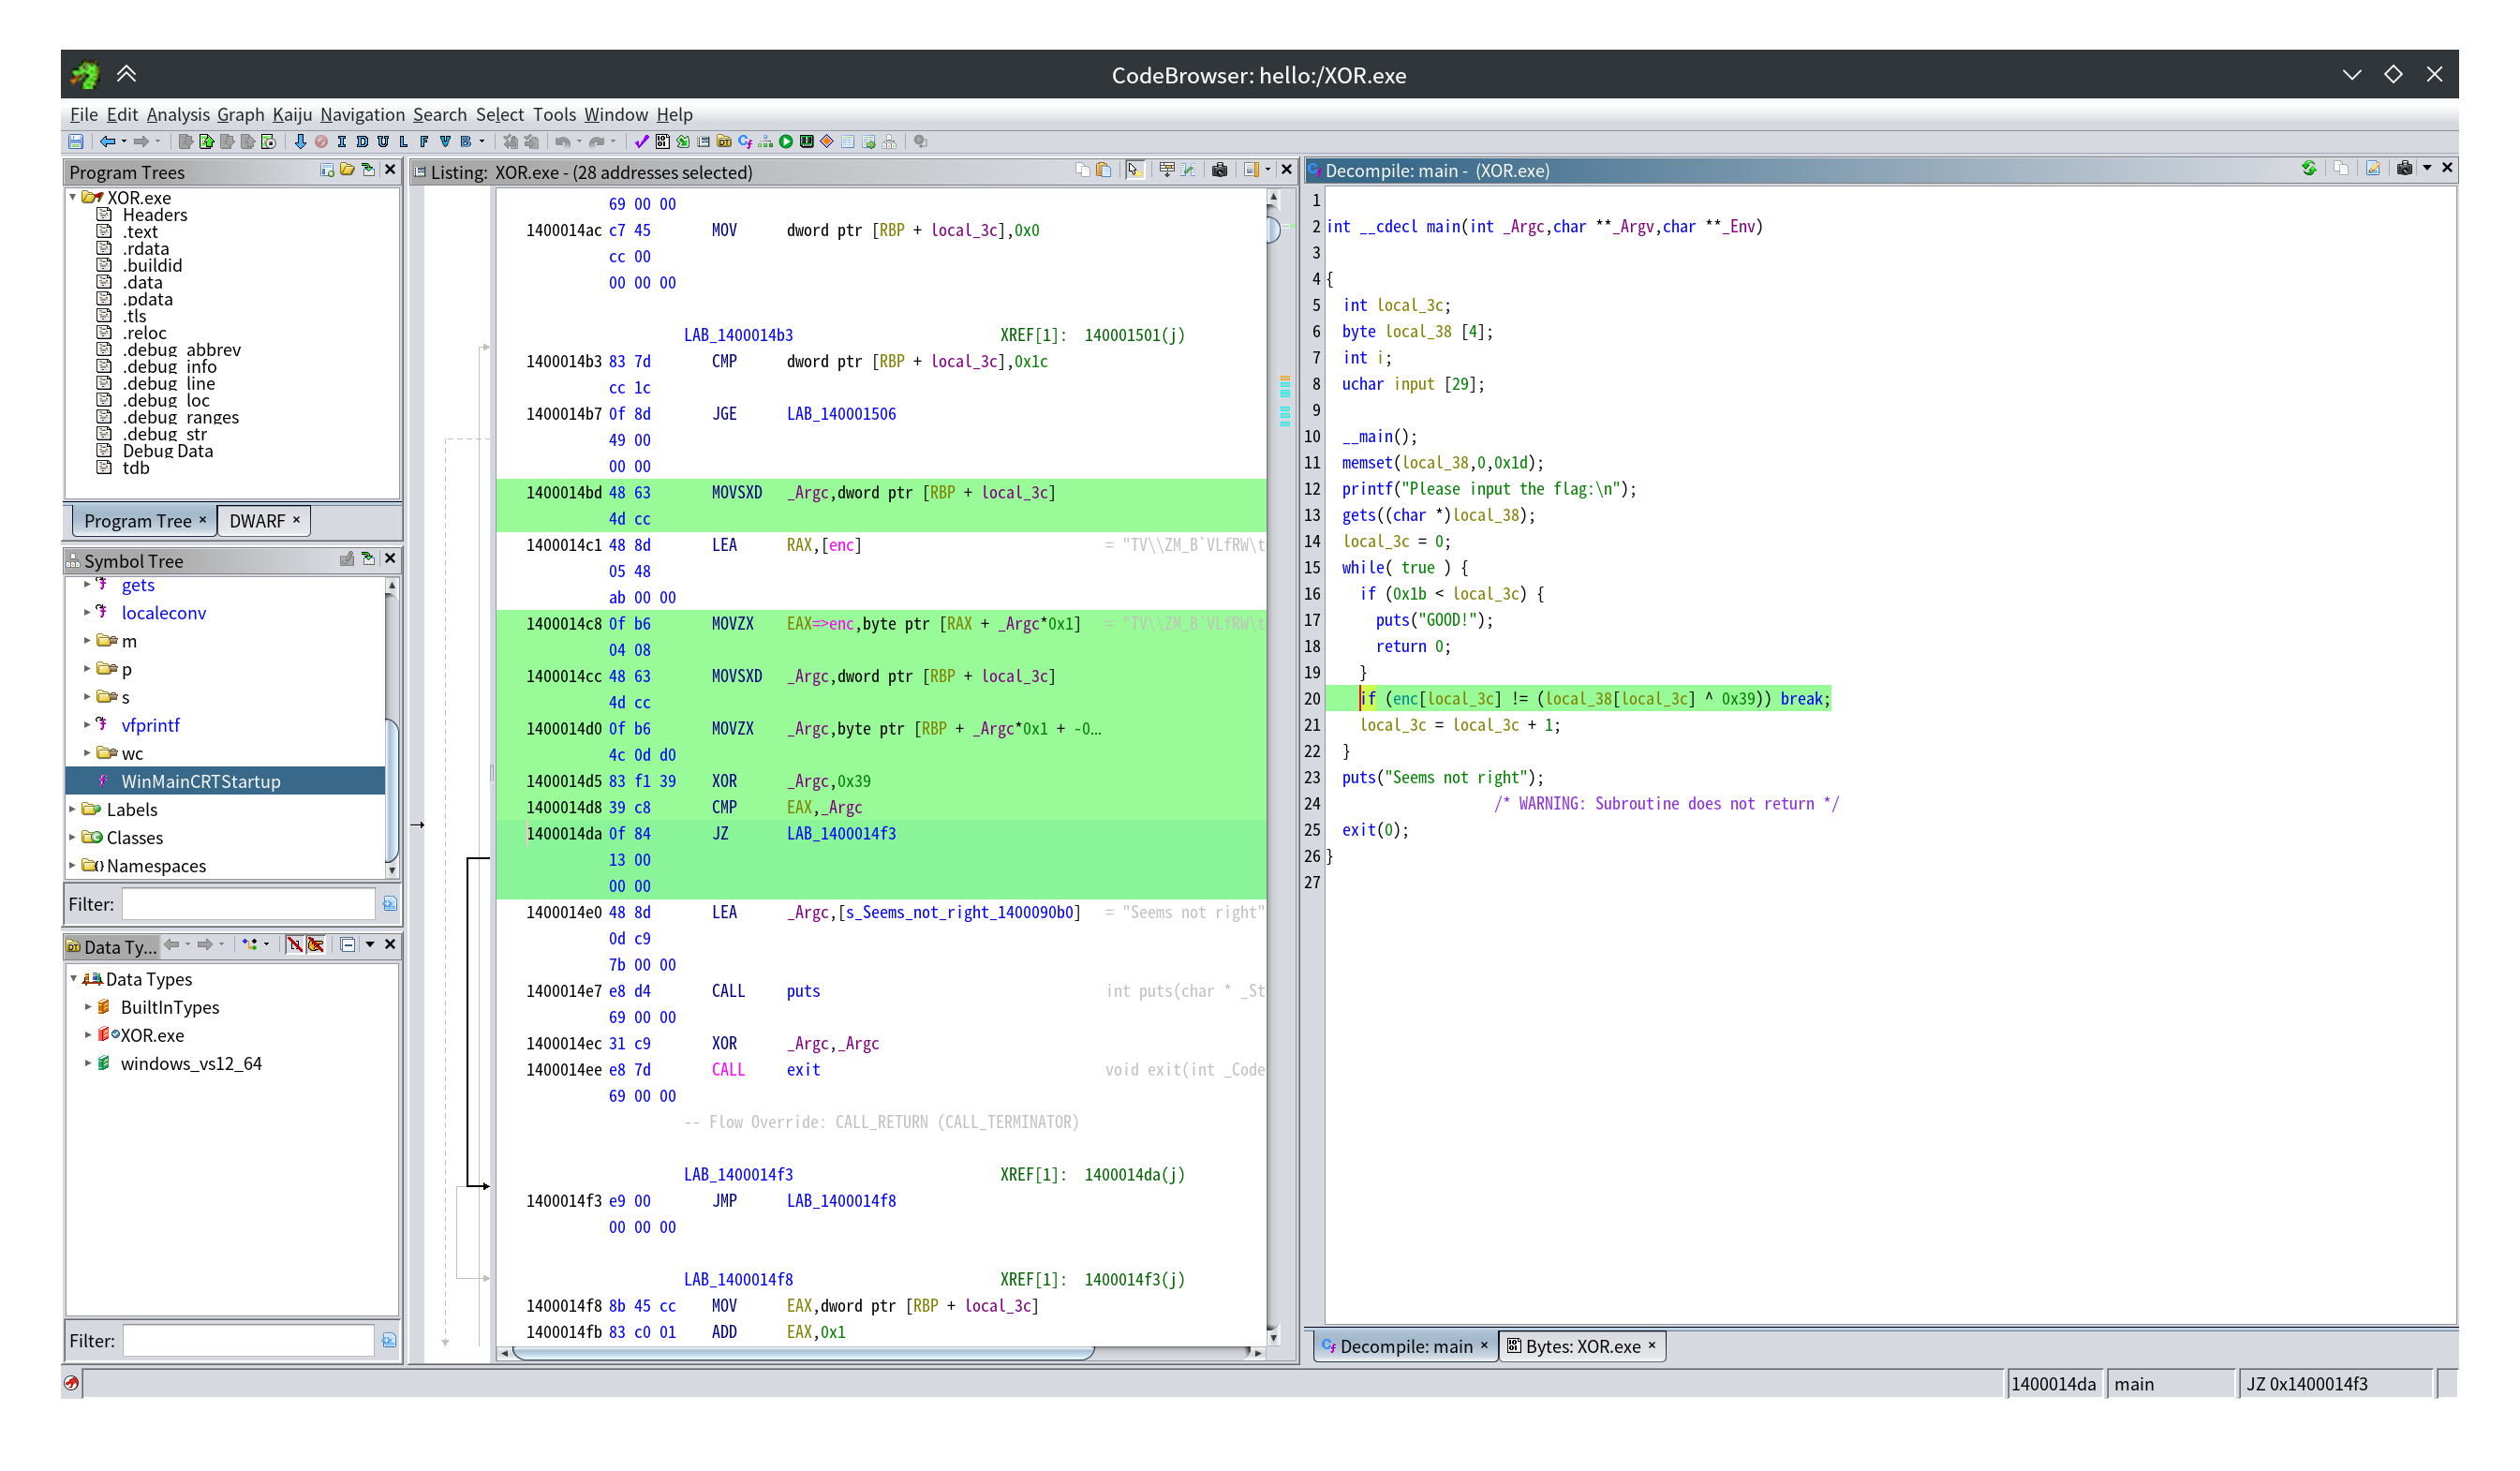 CodeBrowser: hello:/XOR.exe
File Edit Analysis Graph Kaiju Navigation Search Select Tools Window Help
I D U L F V B
Program Trees
XOR.exe
Headers
.text
.rdata
.buildid
.data
.pdata
.tls
.reloc
.debug_abbrev
.debug_info
.debug_line
.debug_loc
.debug_ranges
.debug_str
Debug Data
tdb
Program Tree ×
DWARF ×
Symbol Tree
gets
localeconv
m
p
s
vfprintf
wc
WinMainCRTStartup
Labels
Classes
Namespaces
Filter:
Data Ty...
Data Types
BuiltInTypes
XOR.exe
windows_vs12_64
Filter:
Listing: XOR.exe - (28 addresses selected)
69 00 00
1400014ac c7 45 MOV dword ptr [RBP + local_3c],0x0
cc 00
00 00 00
LAB_1400014b3 XREF[1]: 140001501(j)
1400014b3 83 7d CMP dword ptr [RBP + local_3c],0x1c
cc 1c
1400014b7 0f 8d JGE LAB_140001506
49 00
00 00
1400014bd 48 63 MOVSXD _Argc,dword ptr [RBP + local_3c]
4d cc
1400014c1 48 8d LEA RAX,[enc] = "TV\\ZM_B`VLfRW\t
05 48
ab 00 00
1400014c8 0f b6 MOVZX EAX=>enc,byte ptr [RAX + _Argc*0x1] = "TV\\ZM_B`VLfRW\t
04 08
1400014cc 48 63 MOVSXD _Argc,dword ptr [RBP + local_3c]
4d cc
1400014d0 0f b6 MOVZX _Argc,byte ptr [RBP + _Argc*0x1 + -0...
4c 0d d0
1400014d5 83 f1 39 XOR _Argc,0x39
1400014d8 39 c8 CMP EAX,_Argc
1400014da 0f 84 JZ LAB_1400014f3
13 00
00 00
1400014e0 48 8d LEA _Argc,[s_Seems_not_right_1400090b0] = "Seems not right"
0d c9
7b 00 00
1400014e7 e8 d4 CALL puts int puts(char * _St
69 00 00
1400014ec 31 c9 XOR _Argc,_Argc
1400014ee e8 7d CALL exit void exit(int _Code
69 00 00
-- Flow Override: CALL_RETURN (CALL_TERMINATOR)
LAB_1400014f3 XREF[1]: 1400014da(j)
1400014f3 e9 00 JMP LAB_1400014f8
00 00 00
LAB_1400014f8 XREF[1]: 1400014f3(j)
1400014f8 8b 45 cc MOV EAX,dword ptr [RBP + local_3c]
1400014fb 83 c0 01 ADD EAX,0x1
Decompile: main - (XOR.exe)
1
2 int __cdecl main(int _Argc,char **_Argv,char **_Env)
3
4 {
5 int local_3c;
6 byte local_38 [4];
7 int i;
8 uchar input [29];
9
10 __main();
11 memset(local_38,0,0x1d);
12 printf("Please input the flag:\n");
13 gets((char *)local_38);
14 local_3c = 0;
15 while( true ) {
16 if (0x1b < local_3c) {
17 puts("GOOD!");
18 return 0;
19 }
20 if (enc[local_3c] != (local_38[local_3c] ^ 0x39)) break;
21 local_3c = local_3c + 1;
22 }
23 puts("Seems not right");
24 /* WARNING: Subroutine does not return */
25 exit(0);
26 }
27
Decompile: main ×
Bytes: XOR.exe ×
1400014da
main
JZ 0x1400014f3